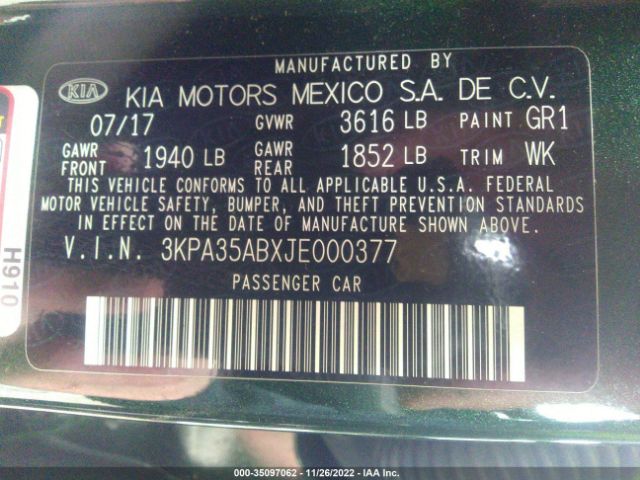 MANUFACTURED BY
KIA KIA MOTORS MEXICO S.A. DE C.V.
07/17 GVWR 3616 LB PAINT GR1
GAWR FRONT 1940 LB GAWR REAR 1852 LB TRIM WK
THIS VEHICLE CONFORMS TO ALL APPLICABLE U.S.A. FEDERAL
MOTOR VEHICLE SAFETY, BUMPER, AND THEFT PREVENTION STANDARDS
IN EFFECT ON THE DATE OF MANUFACTURE SHOWN ABOVE.
V.I.N. 3KPA35ABXJE000377
PASSENGER CAR
H910
000-35097062 - 11/26/2022 - IAA Inc.